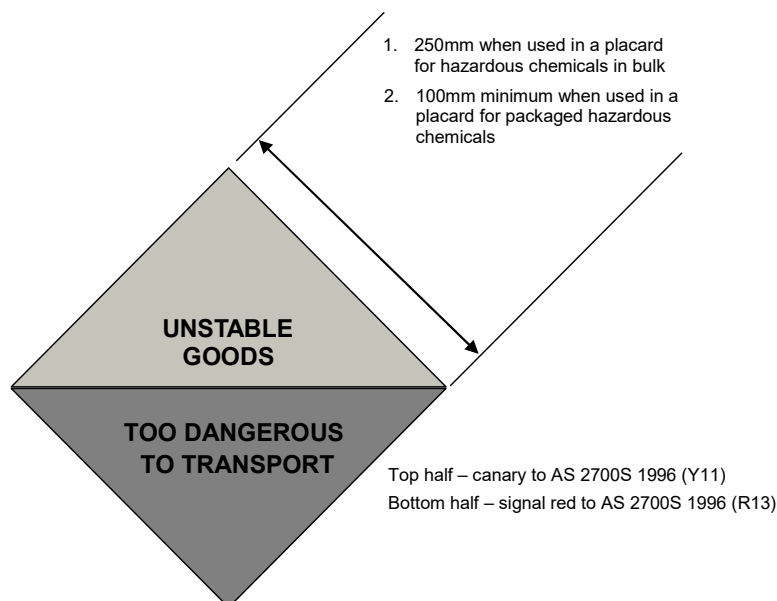 1. 250mm when used in a placard
for hazardous chemicals in bulk
2. 100mm minimum when used in a
placard for packaged hazardous
chemicals
UNSTABLE
GOODS
TOO DANGEROUS
TO TRANSPORT
Top half – canary to AS 2700S 1996 (Y11)
Bottom half – signal red to AS 2700S 1996 (R13)